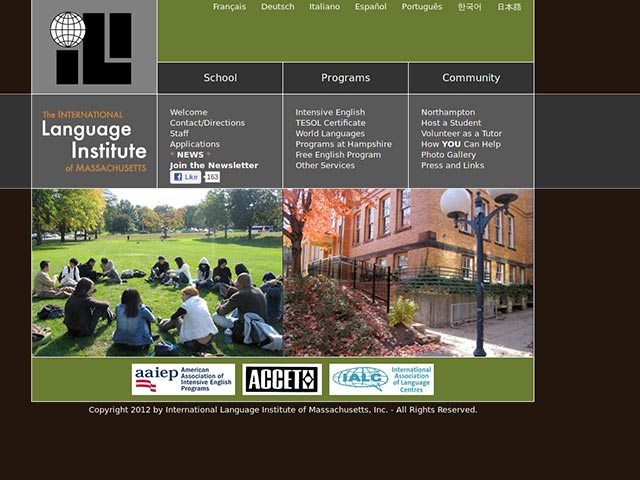 Français Deutsch Italiano Español Português 한국어 日本語
iLi
School Programs Community
The INTERNATIONAL
Language
Institute
of MASSACHUSETTS
Welcome
Contact/Directions
Staff
Applications
* NEWS *
Join the Newsletter
Like 163
Intensive English
TESOL Certificate
World Languages
Programs at Hampshire
Free English Program
Other Services
Northampton
Host a Student
Volunteer as a Tutor
How YOU Can Help
Photo Gallery
Press and Links
aaiep American
Association of
Intensive English
Programs
ACCET
IALC
International
Association
of Language
Centres
Copyright 2012 by International Language Institute of Massachusetts, Inc. - All Rights Reserved.